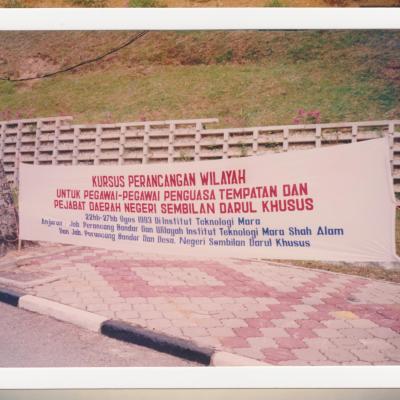 KURSUS PERANCANGAN WILAYAH
UNTUK PEGAWAI-PEGAWAI PENGUASA TEMPATAN DAN
PEJABAT DAERAH NEGERI SEMBILAN DARUL KHUSUS
22hb-27hb Ogos 1993 Di Institut Teknologi Mara
Anjuran : Jab. Perancang Bandar Dan Wilayah Institut Teknologi Mara Shah Alam
Dan Jab. Perancang Bandar Dan Desa, Negeri Sembilan Darul Khusus